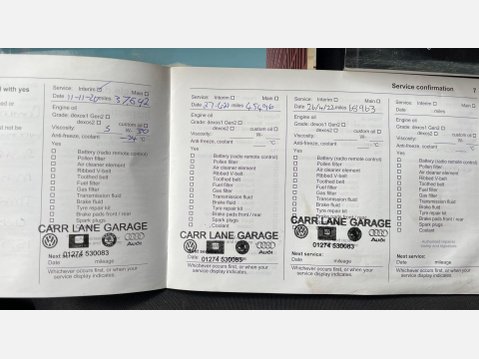 l with yes
Service: Interim
Main
Date 11-11-20 miles 37542
Engine oil
Grade: dexos1 Gen2
dexos2
custom oil
Viscosity: 5 W- 30
Anti-freeze, coolant -34 °C
Yes
Battery (radio remote control)
Pollen filter
Air cleaner element
Ribbed V-belt
Toothed belt
Fuel filter
Gas filter
Transmission fluid
Brake fluid
Tyre repair kit
Brake pads front / rear
Spark plugs
CARR LANE GARAGE
Audi
01274 530083
Next service:
Date mileage
Whichever occurs first, or when your
service display indicates.
Service: Interim
Main
Date miles
Engine oil
Grade: dexos1 Gen2
dexos2
custom oil
Viscosity: W-
Anti-freeze, coolant °C
Yes
Battery (radio remote control)
Pollen filter
Air cleaner element
Ribbed V-belt
Toothed belt
Fuel filter
Gas filter
Transmission fluid
Brake fluid
Tyre repair kit
Brake pads front / rear
Spark plugs
Coolant
CARR LANE GARAGE
Audi
01274 530083
Next service:
Date mileage
Whichever occurs first, or when your
service display indicates.
Service: Interim
Main
Date miles
Engine oil
Grade: dexos1 Gen2
dexos2
custom oil
Viscosity: W-
Anti-freeze, coolant °C
Yes
Battery (radio remote control)
Pollen filter
Air cleaner element
Ribbed V-belt
Toothed belt
Fuel filter
Gas filter
Transmission fluid
Brake fluid
Tyre repair kit
CARR LANE GARAGE
Audi
01274 530083
Next service:
Date mileage
Whichever occurs first, or when your
service display indicates.
Service confirmation 7
Service: Interim
Main
Date miles
Engine oil
Grade: dexos1 Gen2
dexos2
custom oil
Viscosity: W-
Anti-freeze, coolant °C
Yes
Battery (radio remote control)
Pollen filter
Air cleaner element
Ribbed V-belt
Toothed belt
Fuel filter
Gas filter
Transmission fluid
Brake fluid
Tyre repair kit
Brake pads front / rear
Spark plugs
Coolant
Next service:
Date mileage
Whichever occurs first, or when your
service display indicates.